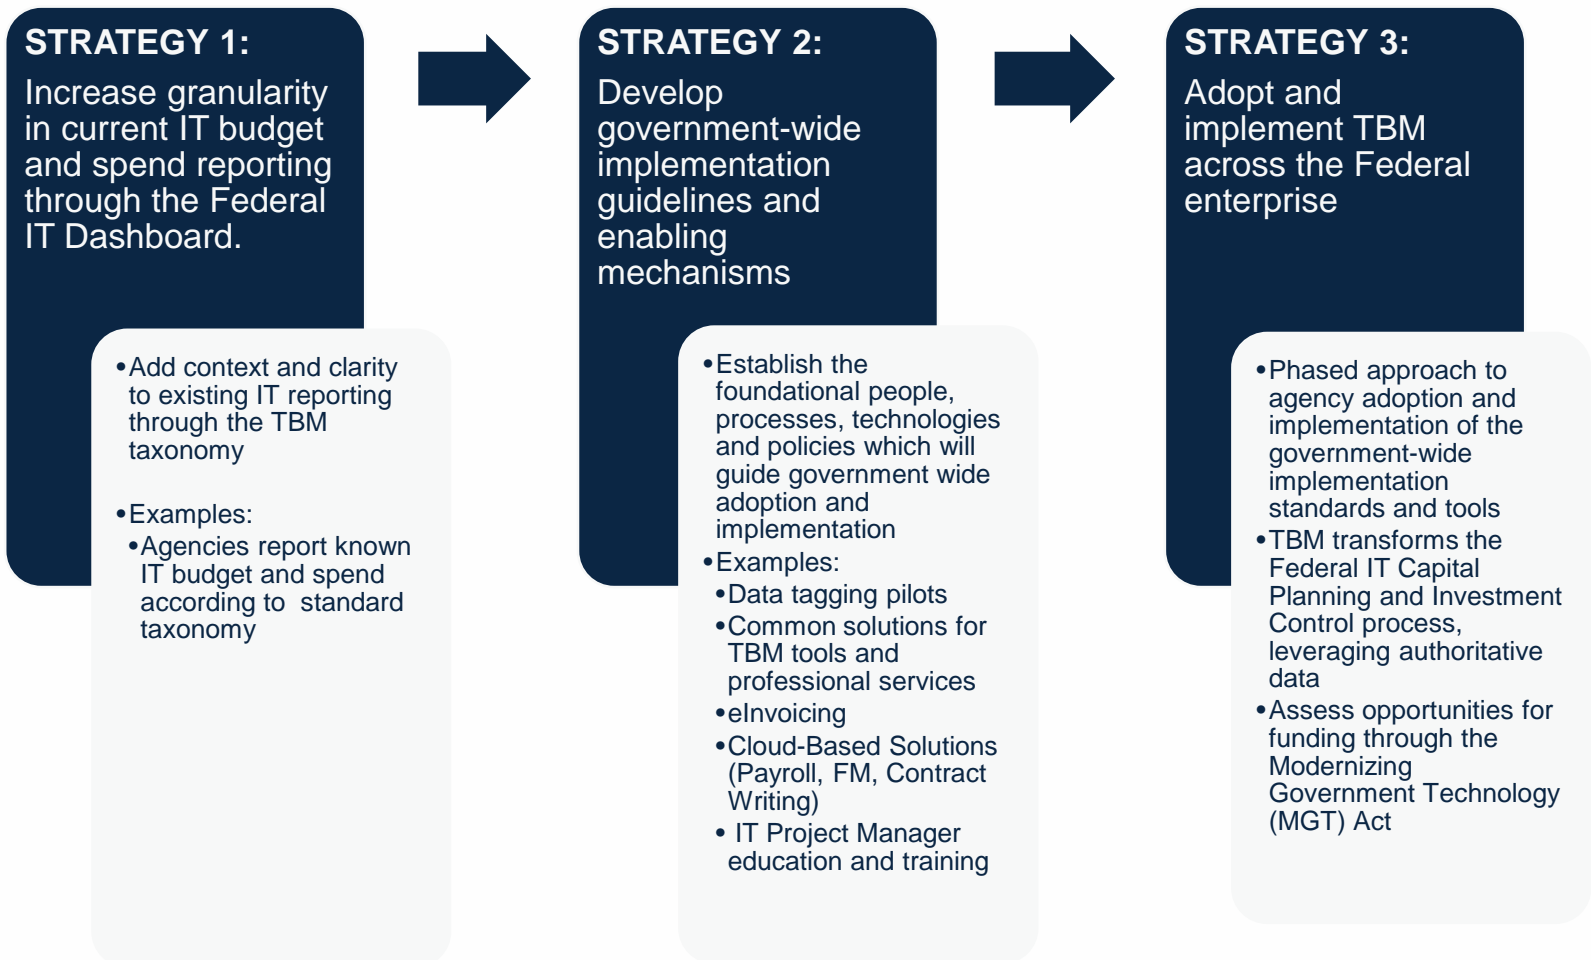 STRATEGY 1:
Increase granularity
in current IT budget
and spend reporting
through the Federal
IT Dashboard.
•Add context and clarity
to existing IT reporting
through the TBM
taxonomy
•Examples:
•Agencies report known
IT budget and spend
according to  standard
taxonomy
STRATEGY 2:
Develop
government-wide
implementation
guidelines and
enabling
mechanisms
•Establish the
foundational people,
processes, technologies
and policies which will
guide government wide
adoption and
implementation
•Examples:
•Data tagging pilots
•Common solutions for
TBM tools and
professional services
•eInvoicing
•Cloud-Based Solutions
(Payroll, FM, Contract
Writing)
• IT Project Manager
education and training
STRATEGY 3:
Adopt and
implement TBM
across the Federal
enterprise
•Phased approach to
agency adoption and
implementation of the
government-wide
implementation
standards and tools
•TBM transforms the
Federal IT Capital
Planning and Investment
Control process,
leveraging authoritative
data
•Assess opportunities for
funding through the
Modernizing
Government Technology
(MGT) Act